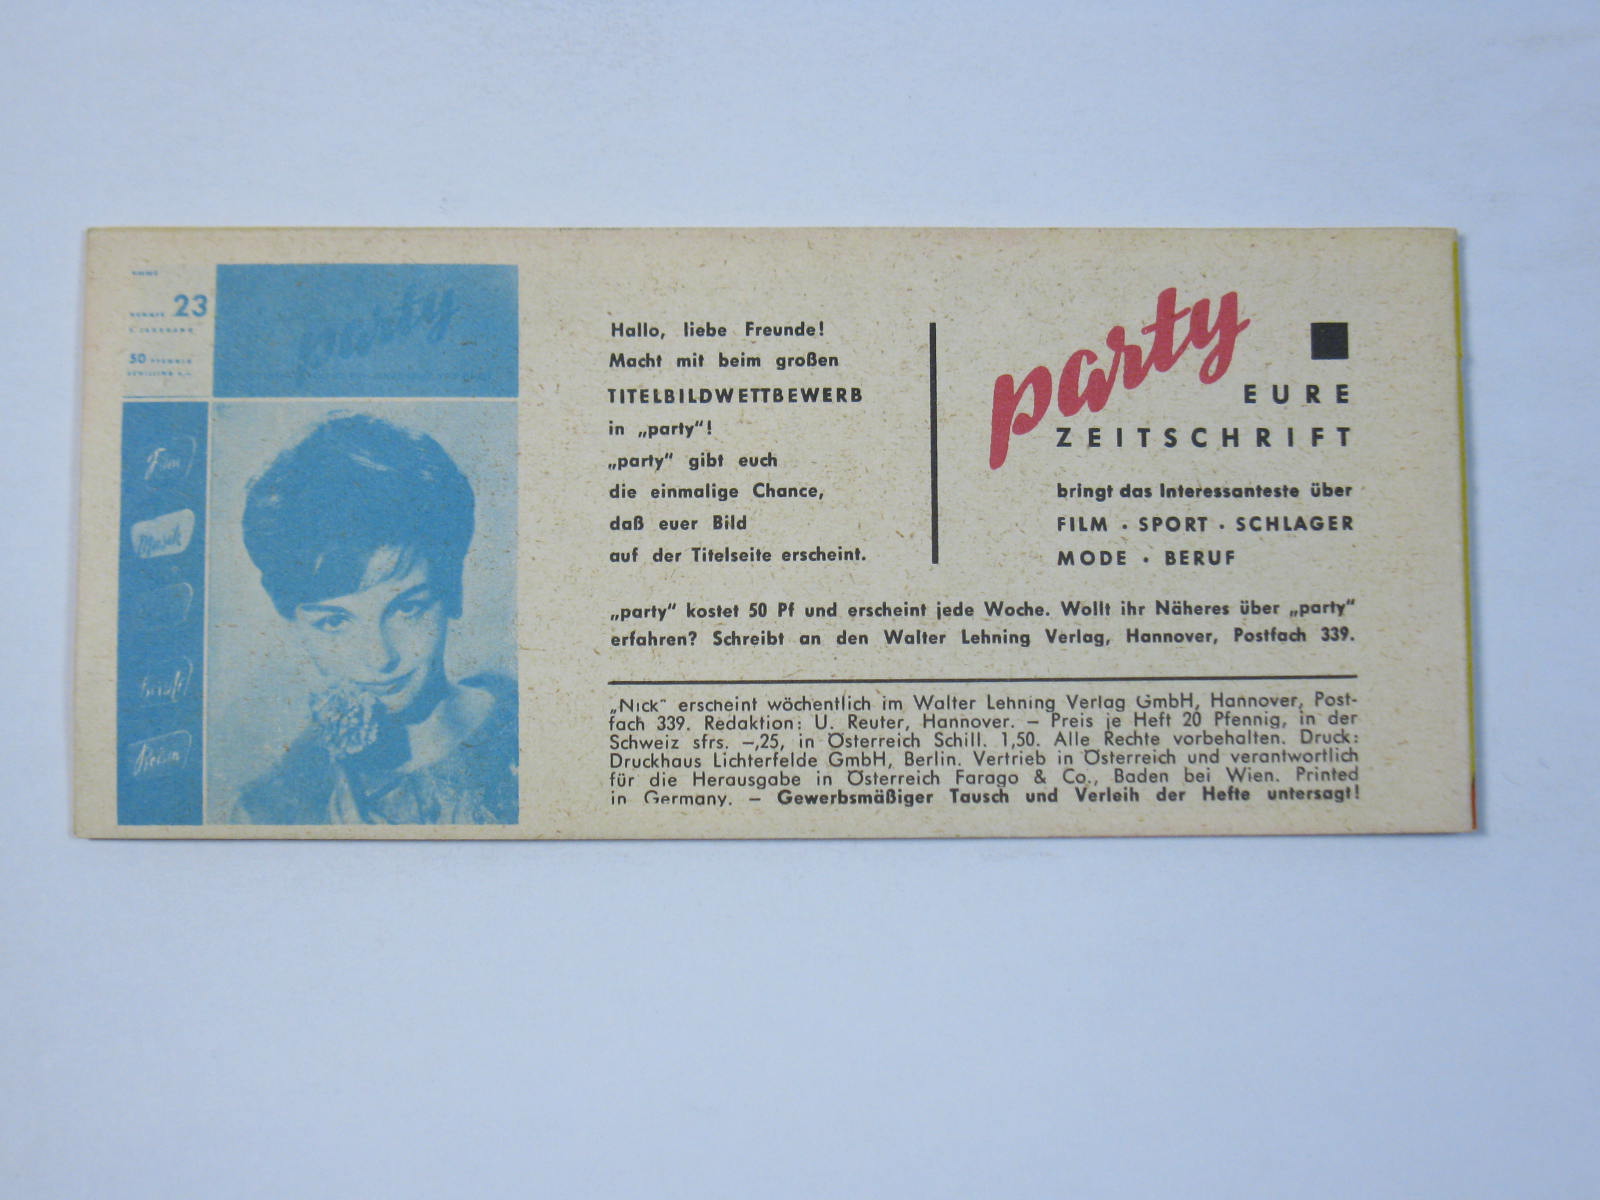 23
50
party
Film
Musik
Hallo, liebe Freunde!
Macht mit beim großen
TITELBILDWETTBEWERB
in „party“!
„party“ gibt euch
die einmalige Chance,
daß euer Bild
auf der Titelseite erscheint.
party
EURE
ZEITSCHRIFT
bringt das Interessanteste über
FILM · SPORT · SCHLAGER
MODE · BERUF
„party“ kostet 50 Pf und erscheint jede Woche. Wollt ihr Näheres über „party“
erfahren? Schreibt an den Walter Lehning Verlag, Hannover, Postfach 339.
„Nick“ erscheint wöchentlich im Walter Lehning Verlag GmbH, Hannover, Post-
fach 339. Redaktion: U. Reuter, Hannover. – Preis je Heft 20 Pfennig, in der
Schweiz sfrs. –,25, in Österreich Schill. 1,50. Alle Rechte vorbehalten. Druck:
Druckhaus Lichterfelde GmbH, Berlin. Vertrieb in Österreich und verantwortlich
für die Herausgabe in Österreich Farago & Co., Baden bei Wien. Printed
in Germany. – Gewerbsmäßiger Tausch und Verleih der Hefte untersagt!